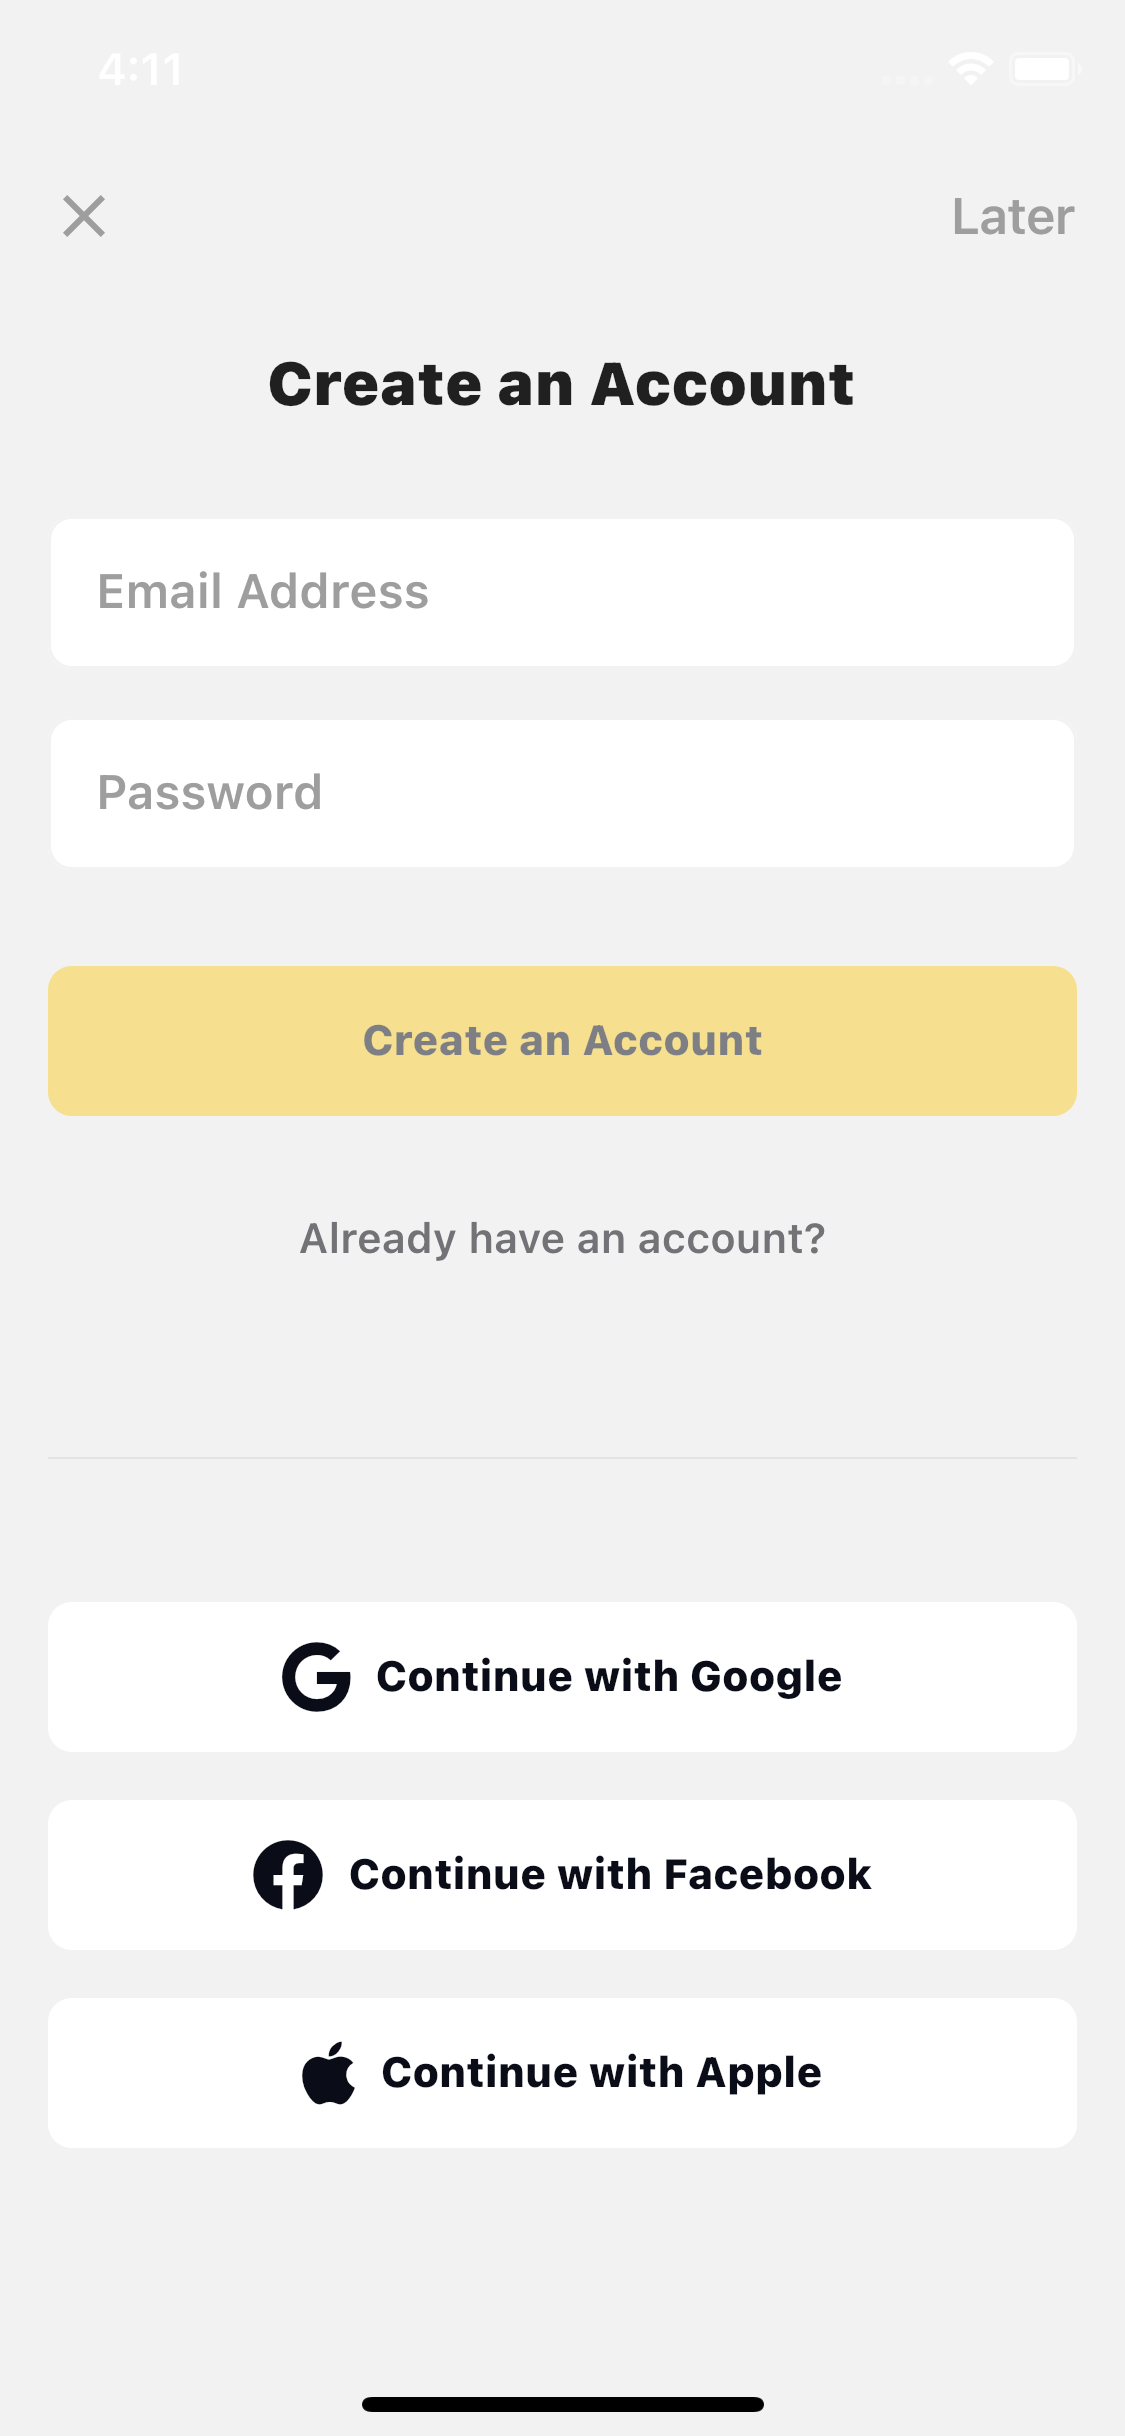 4:11
Later
Create an Account
Email Address
Password
Create an Account
Already have an account?
Continue with Google
Continue with Facebook
Continue with Apple